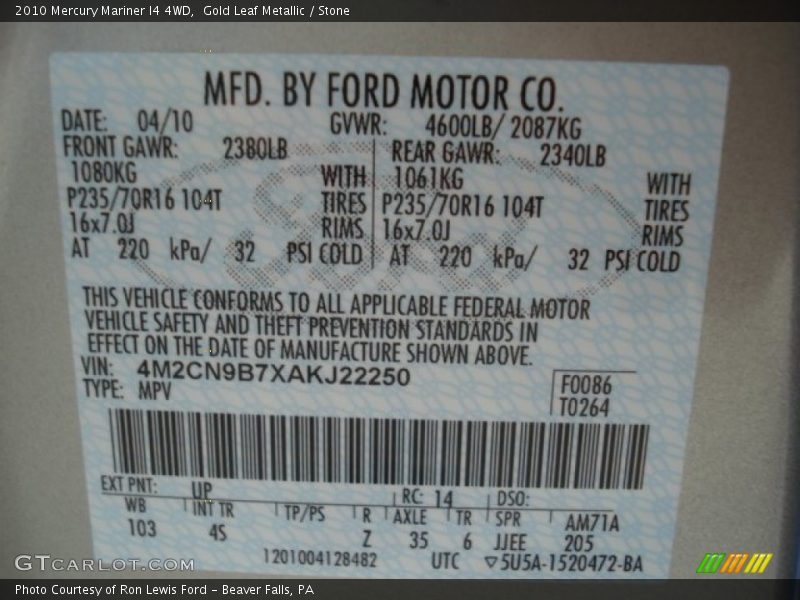 2010 Mercury Mariner I4 4WD, Gold Leaf Metallic / Stone
MFD. BY FORD MOTOR CO.
DATE: 04/10 GVWR: 4600LB/ 2087KG
FRONT GAWR: 2380LB REAR GAWR: 2340LB
1080KG WITH 1061KG WITH
P235/70R16 104T TIRES P235/70R16 104T TIRES
16x7.0J RIMS 16x7.0J RIMS
AT 220 kPa/ 32 PSI COLD AT 220 kPa/ 32 PSI COLD
THIS VEHICLE CONFORMS TO ALL APPLICABLE FEDERAL MOTOR
VEHICLE SAFETY AND THEFT PREVENTION STANDARDS IN
EFFECT ON THE DATE OF MANUFACTURE SHOWN ABOVE.
VIN: 4M2CN9B7XAKJ22250
TYPE: MPV
F0086
T0264
EXT PNT: UP RC: 14 DSO:
WB INT TR TP/PS R AXLE TR SPR AM71A
103 4S Z 35 6 JJEE 205
1201004128482 UTC ▽5U5A-1520472-BA
GTCARLOT.COM
Photo Courtesy of Ron Lewis Ford - Beaver Falls, PA